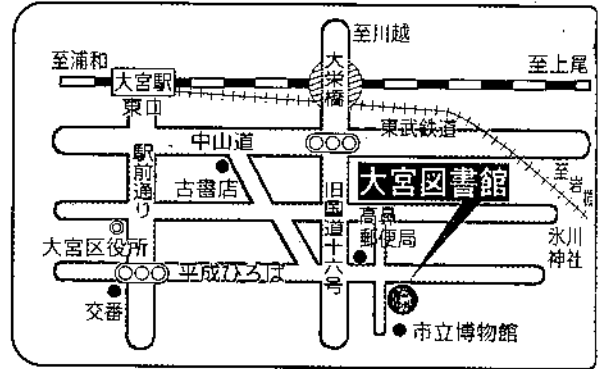 至川越
至浦和
大宮駅
大栄橋
至上尾
東口
中山道
東武鉄道
駅前通り
古書店
大宮図書館
至岩槻
旧国道十六号
高鼻
郵便局
氷川
神社
大宮区役所
平成ひろば
交番
市立博物館